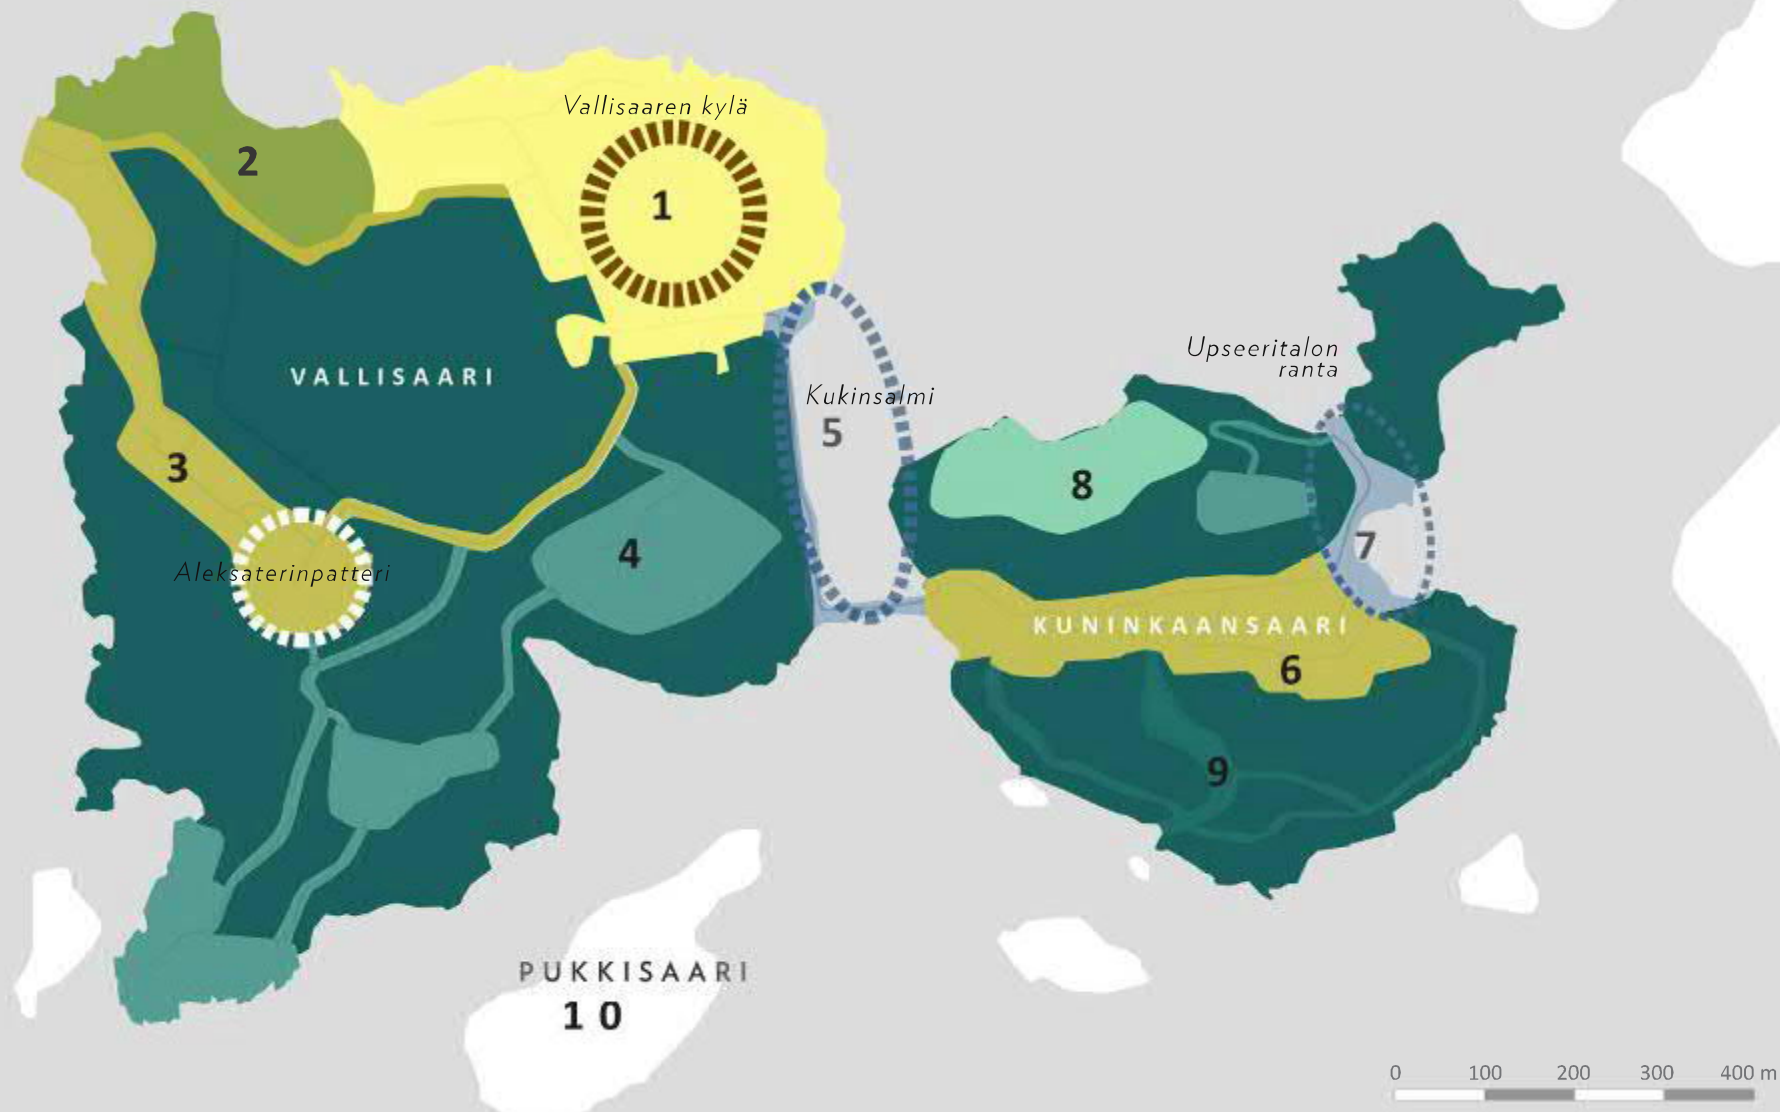 Vallisaaren kylä
1
2
VALLISAARI
Upseeritalon
ranta
Kukinsalmi
5
3
8
4
7
Aleksaterinpatteri
KUNINKAANSAARI
6
9
PUKKISAARI
10
0 100 200 300 400 m